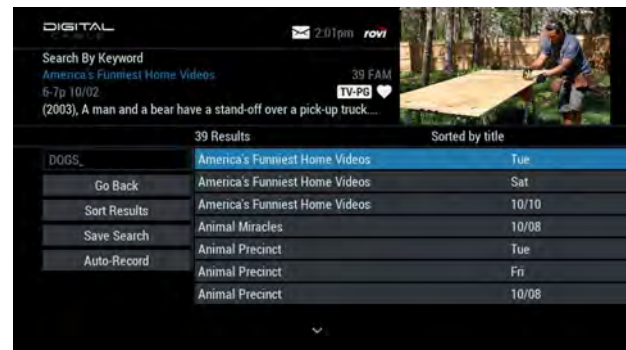 DIGITAL
2:01pm rovi
Search By Keyword
America's Funniest Home Videos 39 FAM
6-7p 10/02 TV-PG
(2003), A man and a bear have a stand-off over a pick-up truck....
39 Results Sorted by title
DOGS_ America's Funniest Home Videos Tue
Go Back America's Funniest Home Videos Sat
Sort Results America's Funniest Home Videos 10/10
Save Search Animal Miracles 10/08
Auto-Record Animal Precinct Tue
Animal Precinct Fri
Animal Precinct 10/08